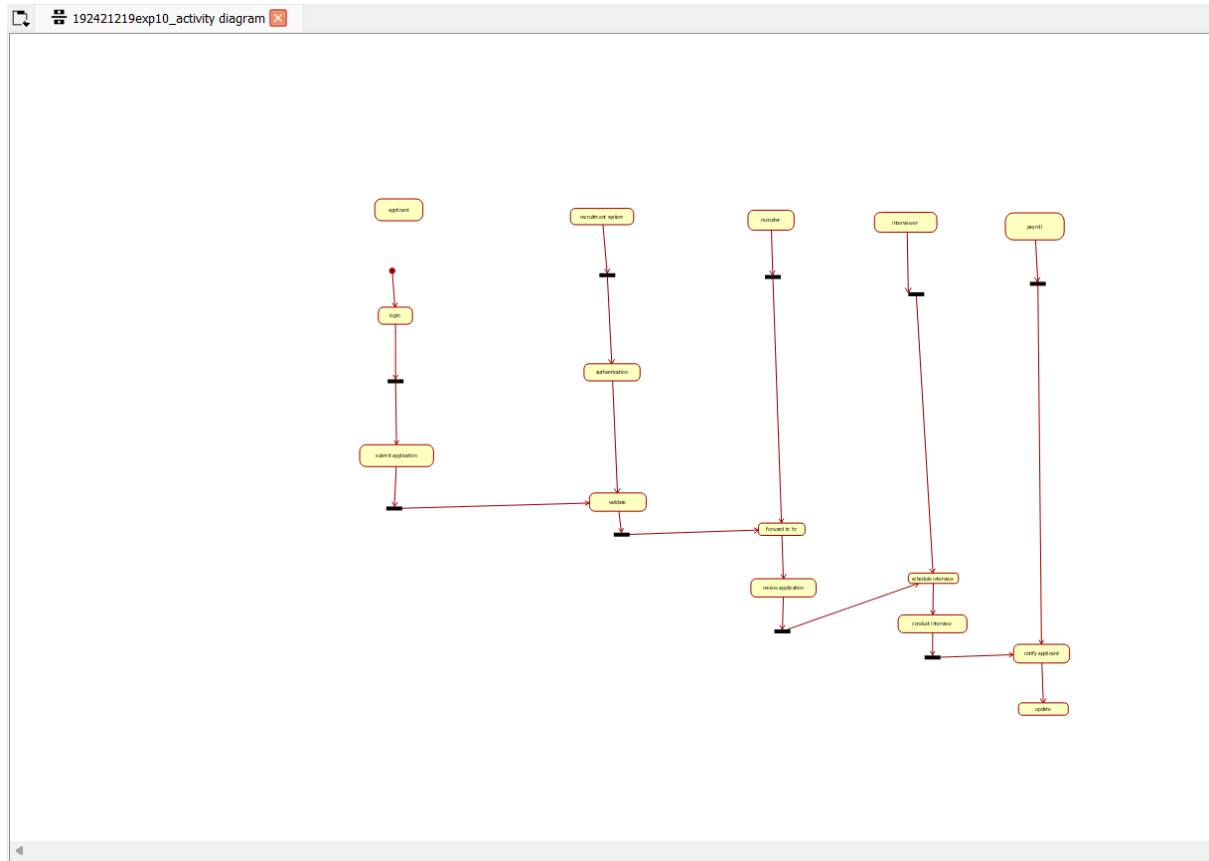 192421219exp10_activity diagram
applicant
recruitment system
recruiter
interviewer
payroll
login
authentication
submit application
validate
forward to hr
review application
schedule interview
conduct interview
notify applicant
update